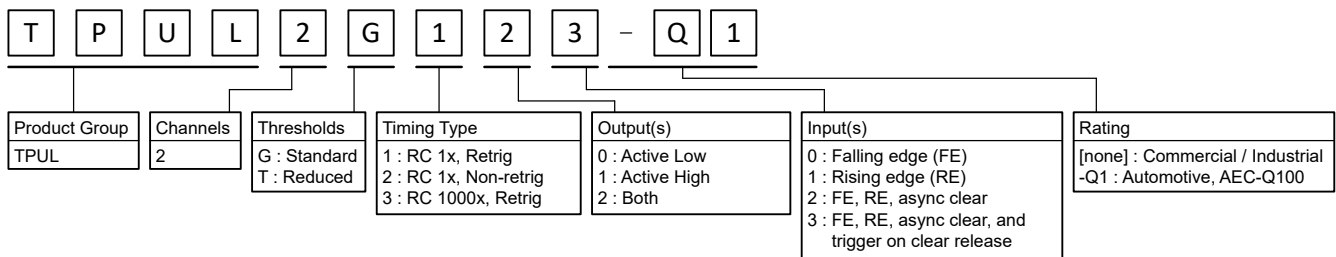 T P U L 2 G 1 2 3 - Q 1
Product Group
TPUL
Channels
2
Thresholds
G : Standard
T : Reduced
Timing Type
1 : RC 1x, Retrig
2 : RC 1x, Non-retrig
3 : RC 1000x, Retrig
Output(s)
0 : Active Low
1 : Active High
2 : Both
Input(s)
0 : Falling edge (FE)
1 : Rising edge (RE)
2 : FE, RE, async clear
3 : FE, RE, async clear, and
trigger on clear release
Rating
[none] : Commercial / Industrial
-Q1 : Automotive, AEC-Q100